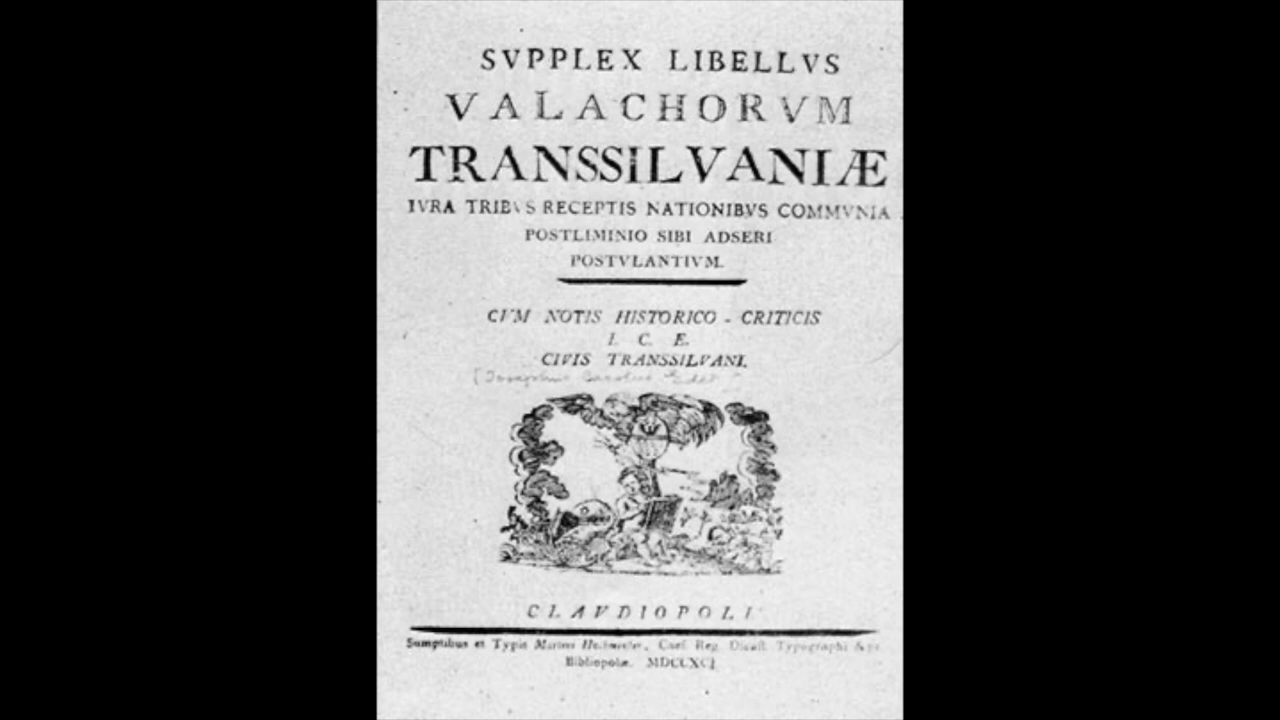 SVPPLEX LIBELLVS
VALACHORVM
TRANSSILVANIÆ
IVRA TRIBVS RECEPTIS NATIONIBVS COMMVNIA
POSTLIMINIO SIBI ADSERI
POSTVLANTIVM.
CVM NOTIS HISTORICO - CRITICIS
I. C. E.
CIVIS TRANSSILVANI.
CLAVDIOPOLI
Sumptibus et Typis Martini Hochmeister, Caes. Reg. Dicast. Typographi &
Bibliopolæ. MDCCXCI